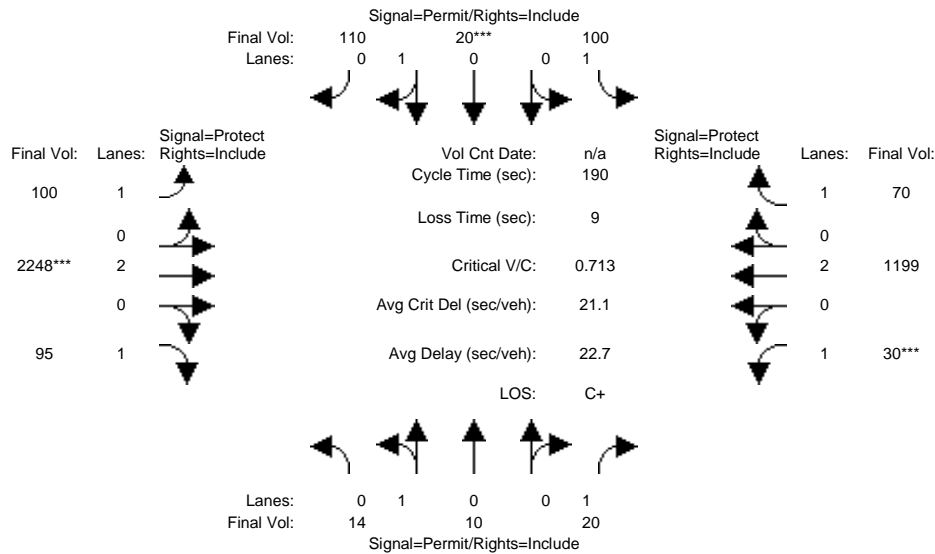 Signal=Permit/Rights=Include
Final Vol: 110 20*** 100
Lanes: 0 1 0 0 1
Signal=Protect Signal=Protect
Final Vol: Lanes: Rights=Include Vol Cnt Date: n/a Rights=Include Lanes: Final Vol:
Cycle Time (sec): 190
100 1 1 70
Loss Time (sec): 9
0 0
2248*** 2 Critical V/C: 0.713 2 1199
0 Avg Crit Del (sec/veh): 21.1 0
95 1 Avg Delay (sec/veh): 22.7 1 30***
LOS: C+
Lanes: 0 1 0 0 1
Final Vol: 14 10 20
Signal=Permit/Rights=Include